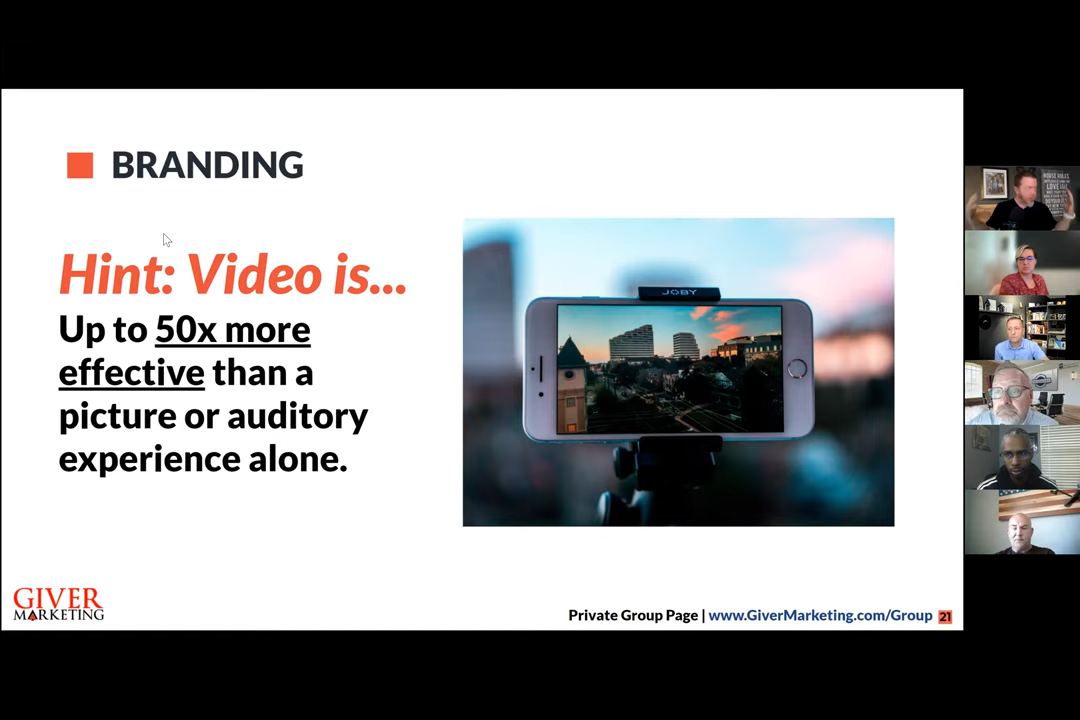 BRANDING
Hint: Video is...
Up to 50x more
effective than a
picture or auditory
experience alone.
JOBY
GIVER
MARKETING
Private Group Page | www.GiverMarketing.com/Group 21